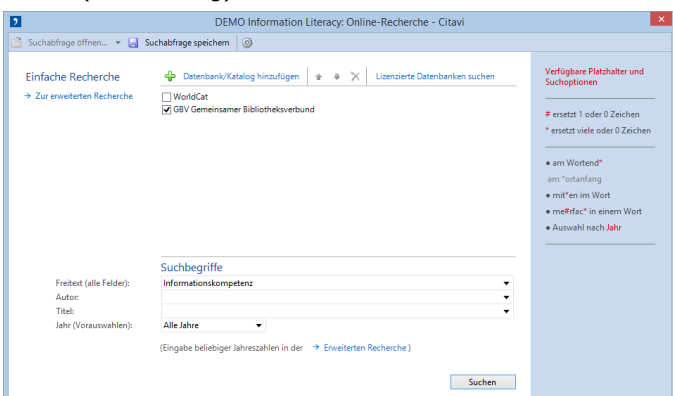 DEMO Information Literacy: Online-Recherche - Citavi
Suchabfrage öffnen... Suchabfrage speichern
Einfache Recherche
Datenbank/Katalog hinzufügen
Lizenzierte Datenbanken suchen
→ Zur erweiterten Recherche
WorldCat
GBV Gemeinsamer Bibliotheksverbund
Suchbegriffe
Freitext (alle Felder): Informationskompetenz
Autor:
Titel:
Jahr (Vorauswahlen): Alle Jahre
(Eingabe beliebiger Jahreszahlen in der → Erweiterten Recherche )
Suchen
Verfügbare Platzhalter und
Suchoptionen
# ersetzt 1 oder 0 Zeichen
* ersetzt viele oder 0 Zeichen
• am Wortend*
am *ortanfang
• mit*en im Wort
• me#rfac* in einem Wort
• Auswahl nach Jahr